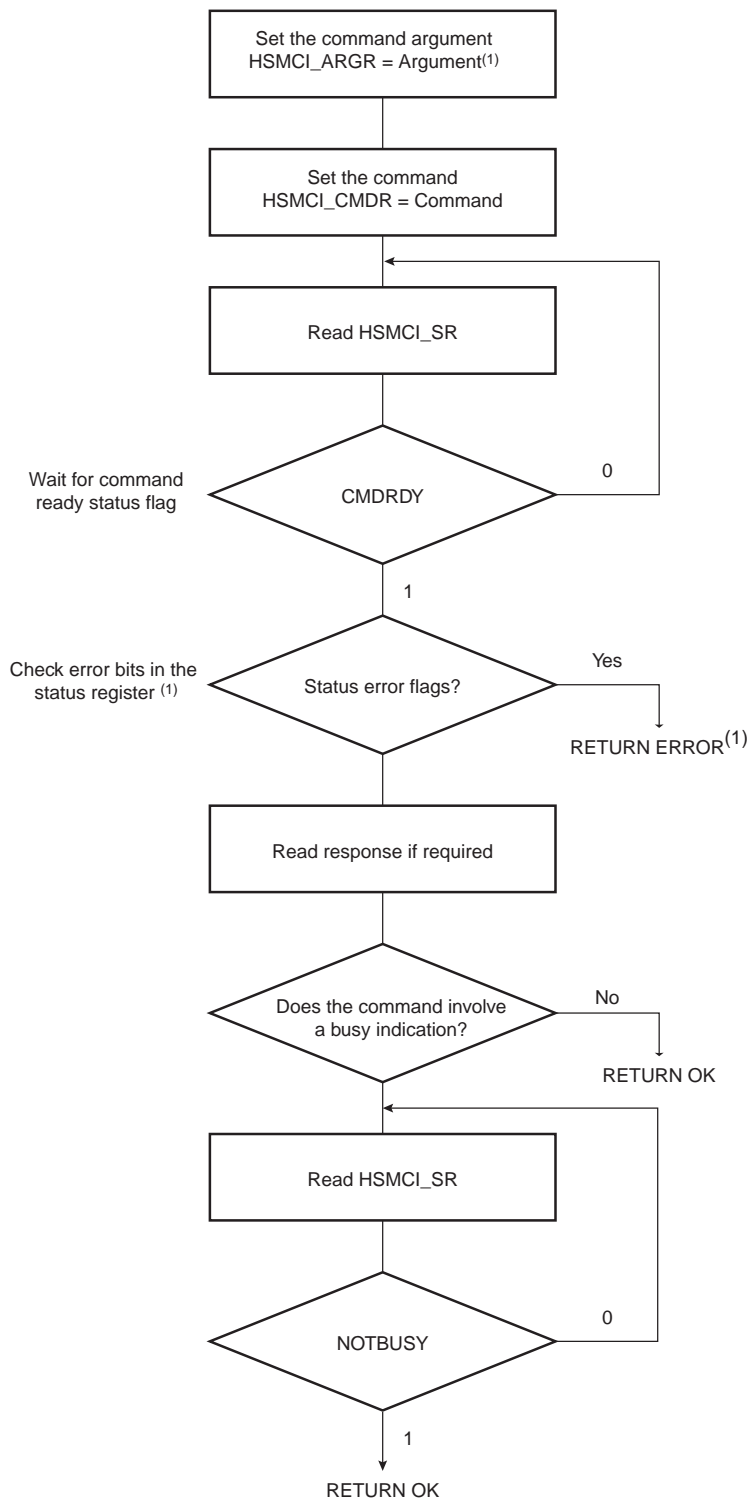 Set the command argument
HSMCI_ARGR = Argument(1)
Set the command
HSMCI_CMDR = Command
Read HSMCI_SR
Wait for command
ready status flag
CMDRDY
0
1
Check error bits in the
status register (1)
Status error flags?
Yes
RETURN ERROR(1)
Read response if required
Does the command involve
a busy indication?
No
RETURN OK
Read HSMCI_SR
NOTBUSY
0
1
RETURN OK